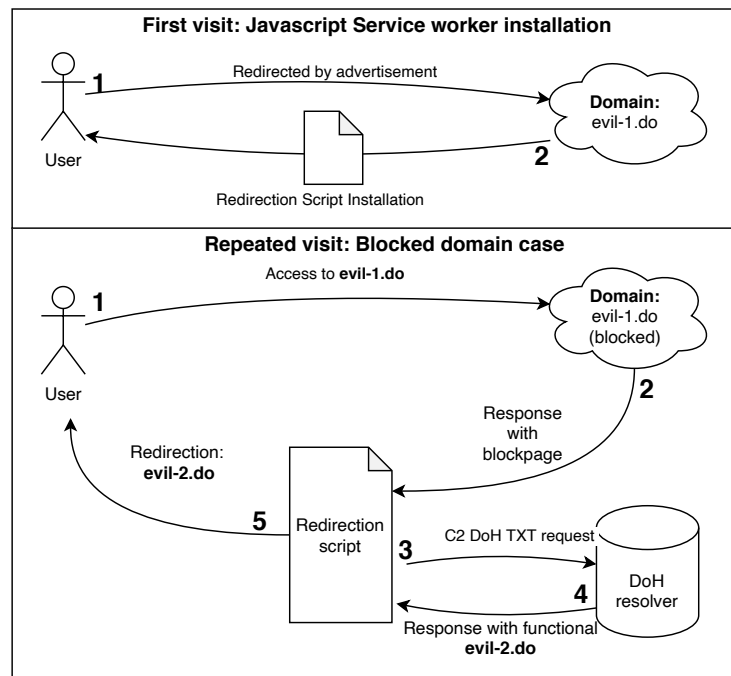 First visit: Javascript Service worker installation
1
Redirected by advertisement
Domain:
evil-1.do
User
2
Redirection Script Installation
Repeated visit: Blocked domain case
Access to evil-1.do
1
Domain:
evil-1.do
(blocked)
User
2
Response
with
blockpage
Redirection:
evil-2.do
5
Redirection
script
3
C2 DoH TXT request
4
DoH
resolver
Response with functional
evil-2.do